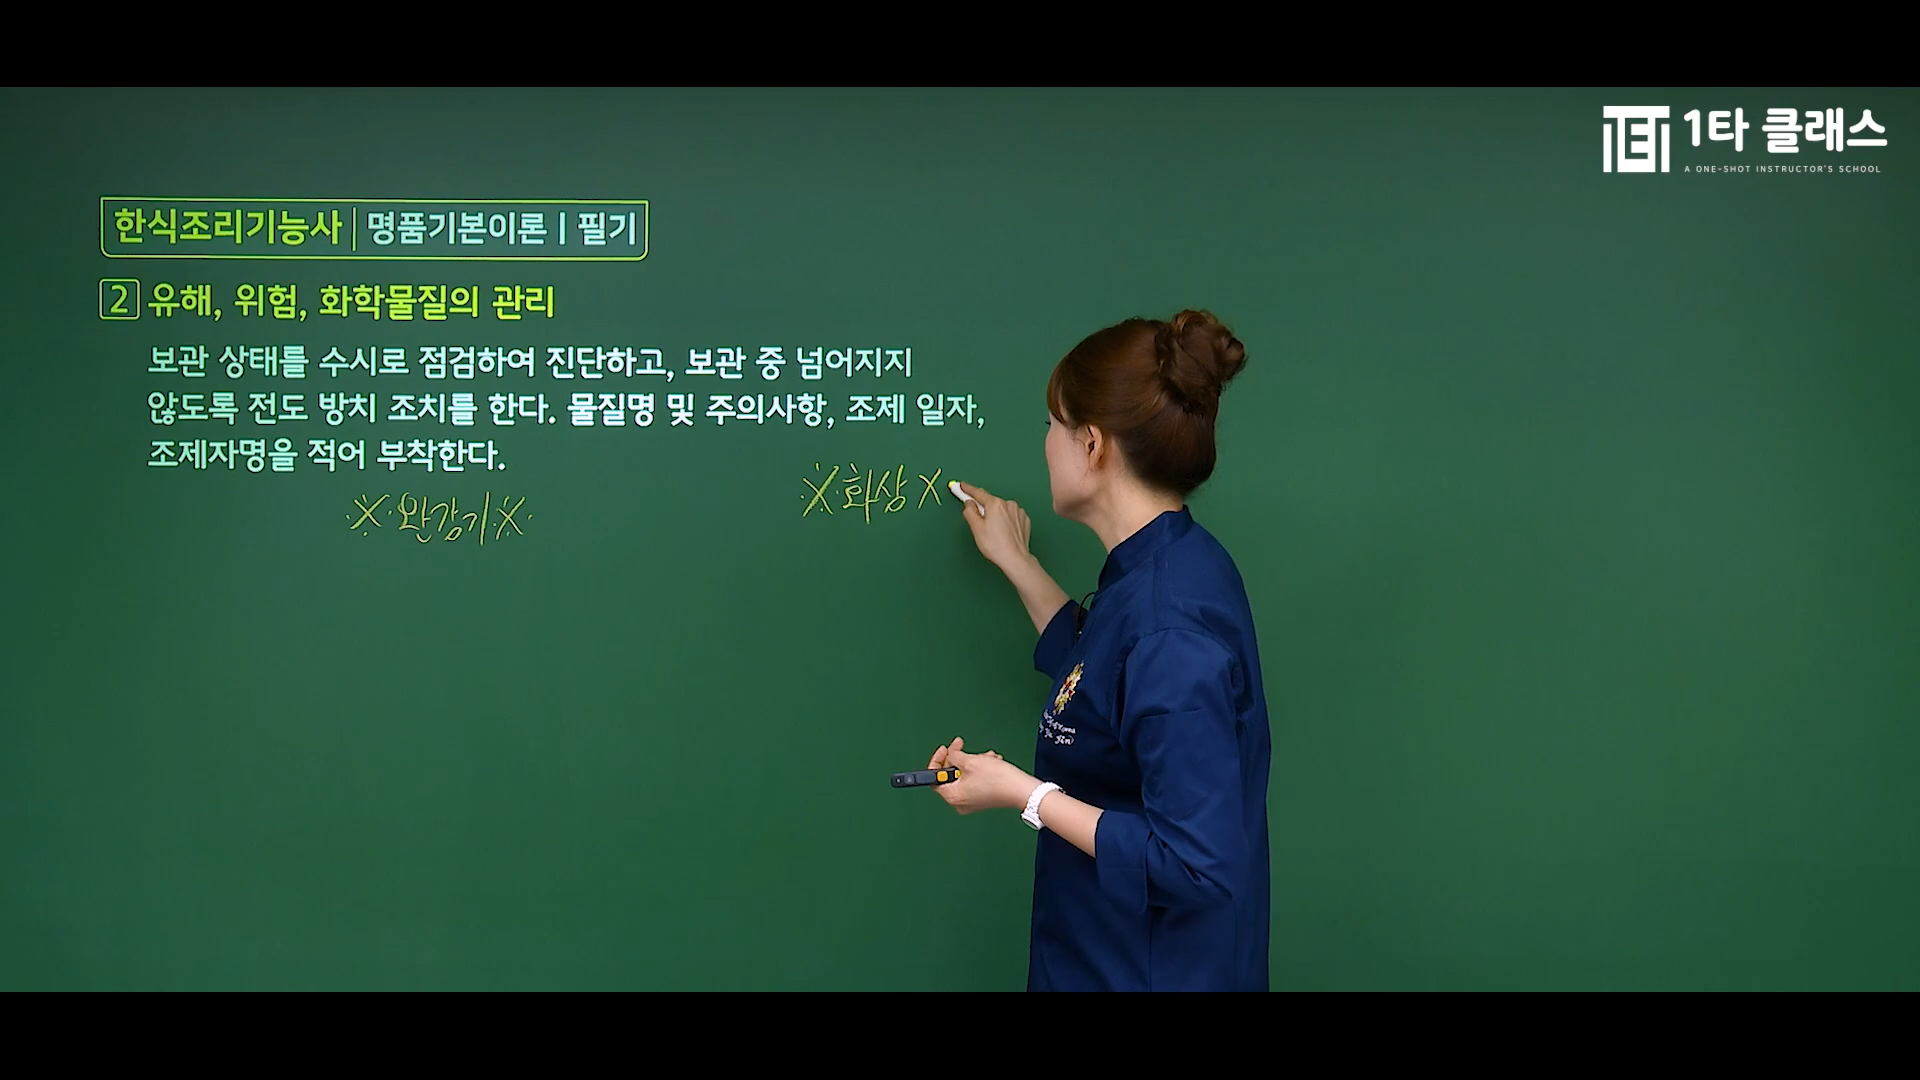 1타 클래스
A ONE-SHOT INSTRUCTOR'S SCHOOL
한식조리기능사 | 명품기본이론 | 필기
2 유해, 위험, 화학물질의 관리
보관 상태를 수시로 점검하여 진단하고, 보관 중 넘어지지
않도록 전도 방치 조치를 한다. 물질명 및 주의사항, 조제 일자,
조제자명을 적어 부착한다.
※완강기※
※화상 X